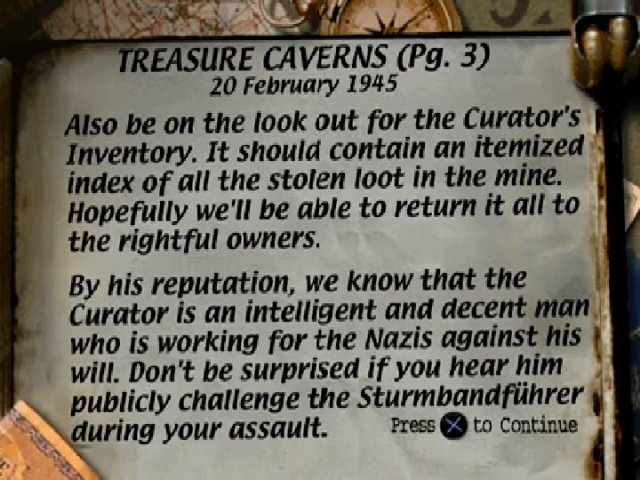 TREASURE CAVERNS (Pg. 3)
20 February 1945
Also be on the look out for the Curator's
Inventory. It should contain an itemized
index of all the stolen loot in the mine.
Hopefully we'll be able to return it all to
the rightful owners.
By his reputation, we know that the
Curator is an intelligent and decent man
who is working for the Nazis against his
will. Don't be surprised if you hear him
publicly challenge the Sturmbandführer
during your assault.
Press X to Continue